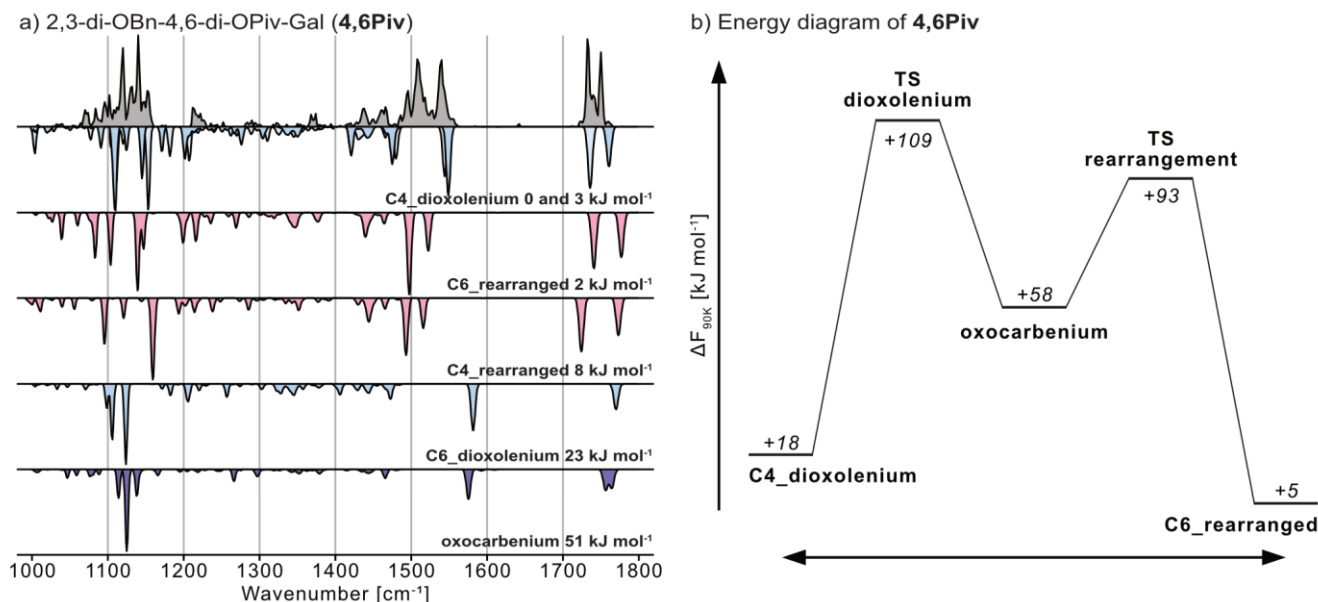 a) 2,3-di-OBn-4,6-di-OPiv-Gal (4,6Piv)
C4_dioxolenium 0 and 3 kJ mol⁻¹
C6_rearranged 2 kJ mol⁻¹
C4_rearranged 8 kJ mol⁻¹
C6_dioxolenium 23 kJ mol⁻¹
oxocarbenium 51 kJ mol⁻¹
1000 1100 1200 1300 1400 1500 1600 1700 1800
Wavenumber [cm⁻¹]
b) Energy diagram of 4,6Piv
ΔF₉₀K [kJ mol⁻¹]
TS
dioxolenium
+109
TS
rearrangement
+93
+58
oxocarbenium
+18
C4_dioxolenium
+5
C6_rearranged